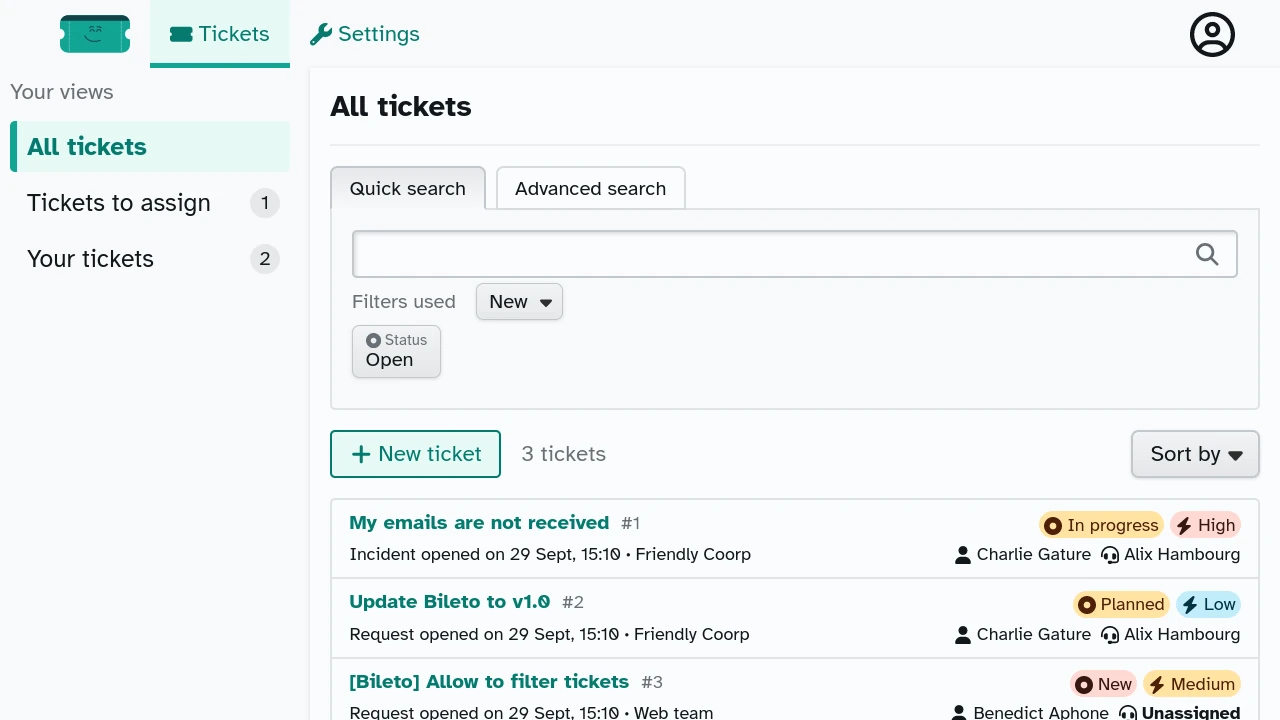 Tickets
Settings
Your views
All tickets
Tickets to assign 1
Your tickets 2
All tickets
Quick search
Advanced search
Filters used
New
Status
Open
New ticket
3 tickets
Sort by
My emails are not received #1
In progress
High
Incident opened on 29 Sept, 15:10 • Friendly Coorp
Charlie Gature
Alix Hambourg
Update Bileto to v1.0 #2
Planned
Low
Request opened on 29 Sept, 15:10 • Friendly Coorp
Charlie Gature
Alix Hambourg
[Bileto] Allow to filter tickets #3
New
Medium
Request opened on 29 Sept, 15:10 • Web team
Benedict Aphone
Unassigned